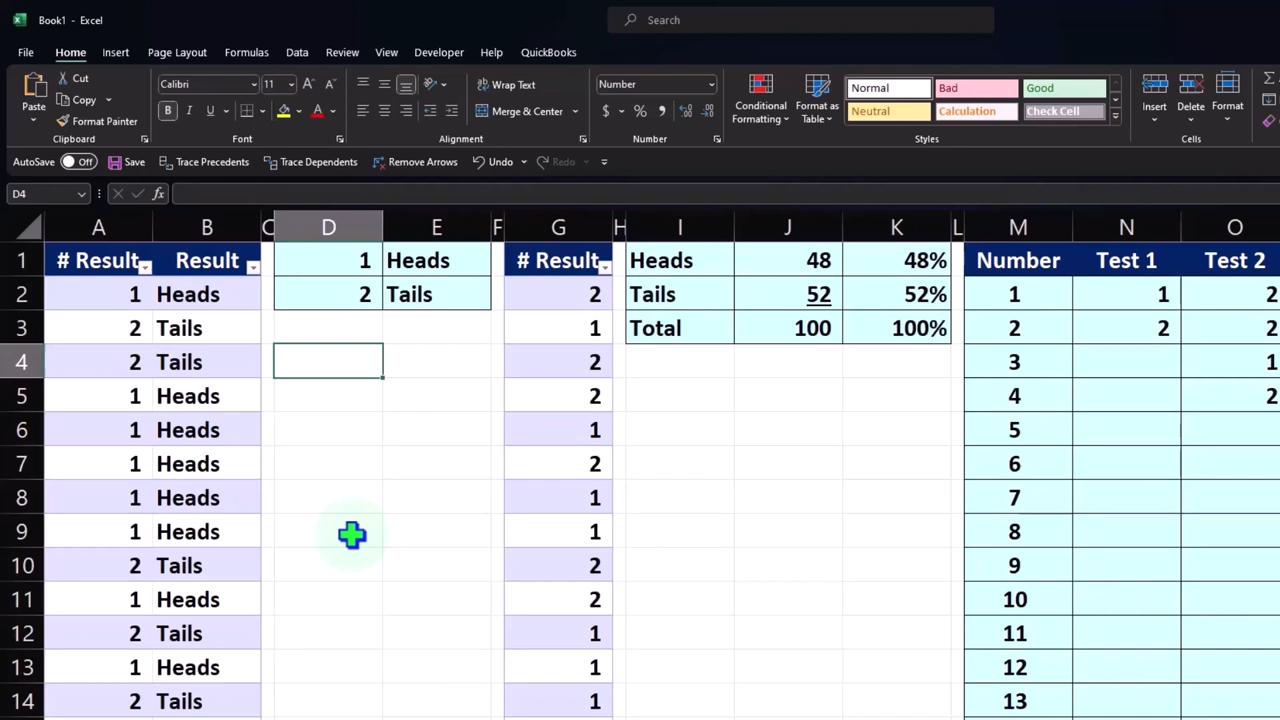 Book1 - Excel
Search
File Home Insert Page Layout Formulas Data Review View Developer Help QuickBooks
Paste
Cut
Copy
Format Painter
Clipboard
Calibri 11
B I U
Font
Wrap Text
Merge & Center
Alignment
Number
$ % ,
Number
Conditional Formatting
Format as Table
Normal Bad Good
Neutral Calculation Check Cell
Styles
Insert Delete Format
Cells
AutoSave Off Save Trace Precedents Trace Dependents Remove Arrows Undo Redo
D4 fx
A B C D E F G H I J K L M N O
1 # Result Result 1 Heads # Result Heads 48 48% Number Test 1 Test 2
2 1 Heads 2 Tails 2 Tails 52 52% 1 1 2
3 2 Tails 1 Total 100 100% 2 2 2
4 2 Tails 2 3 1
5 1 Heads 2 4 2
6 1 Heads 1 5
7 1 Heads 2 6
8 1 Heads 1 7
9 1 Heads 1 8
10 2 Tails 2 9
11 1 Heads 2 10
12 2 Tails 1 11
13 1 Heads 1 12
14 2 Tails 1 13